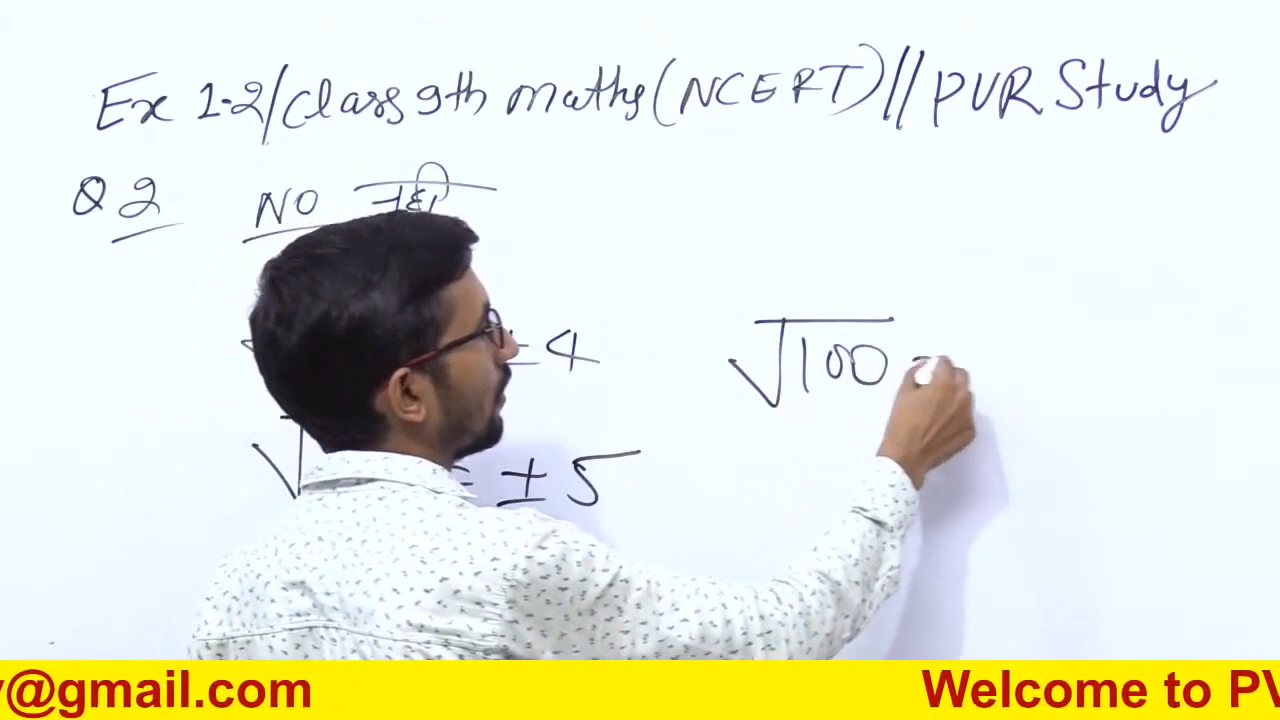 Ex 1.2/Class 9th maths (NCERT)//PVR Study
Q 2 NO नही
4
√100
= ± 5
y@gmail.com Welcome to PV